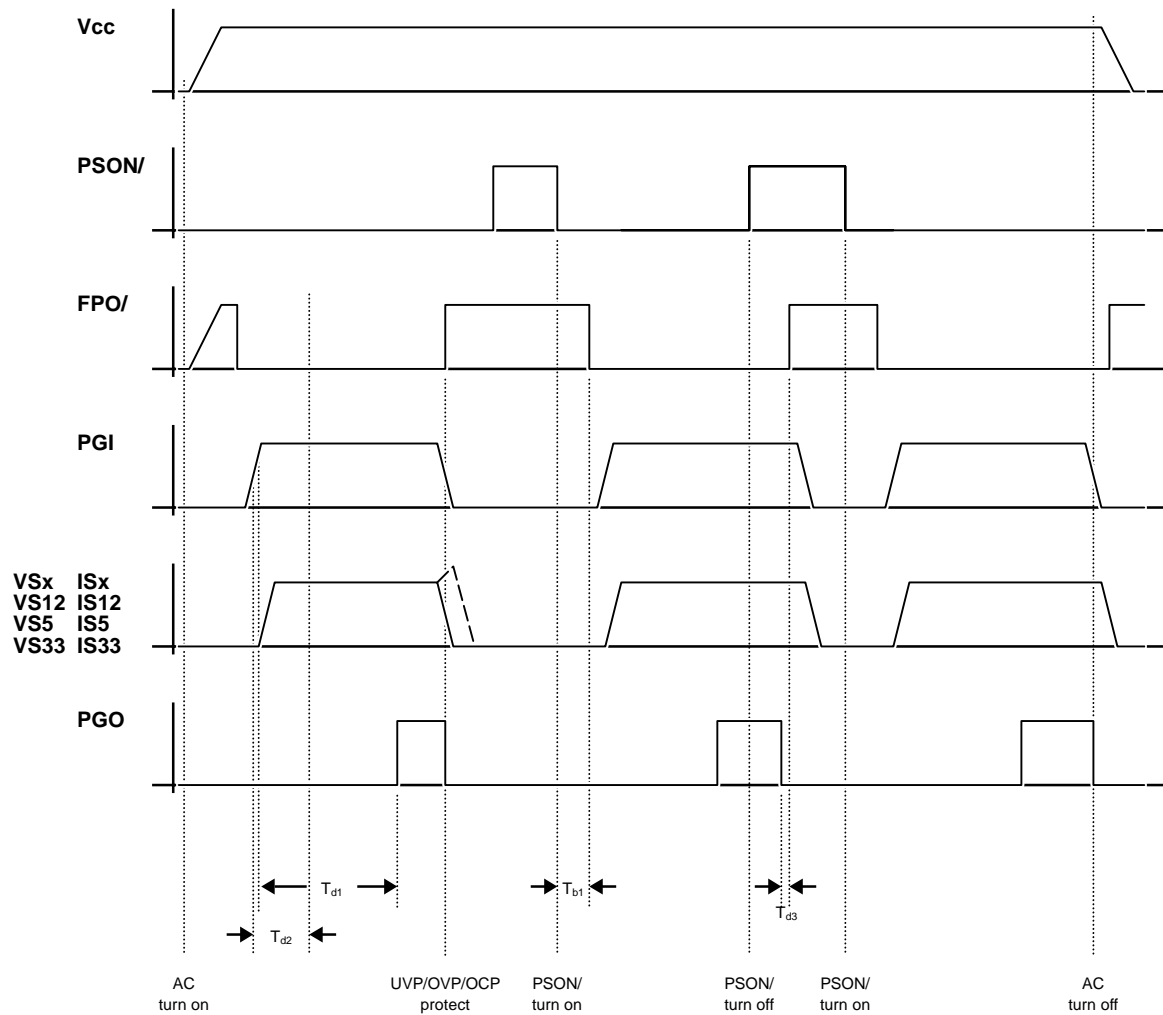 Vcc
PSON/
FPO/
PGI
VSx ISx
VS12 IS12
VS5 IS5
VS33 IS33
PGO
Td1
Tb1
Td3
Td2
AC
turn on
UVP/OVP/OCP
protect
PSON/
turn on
PSON/
turn off
PSON/
turn on
AC
turn off